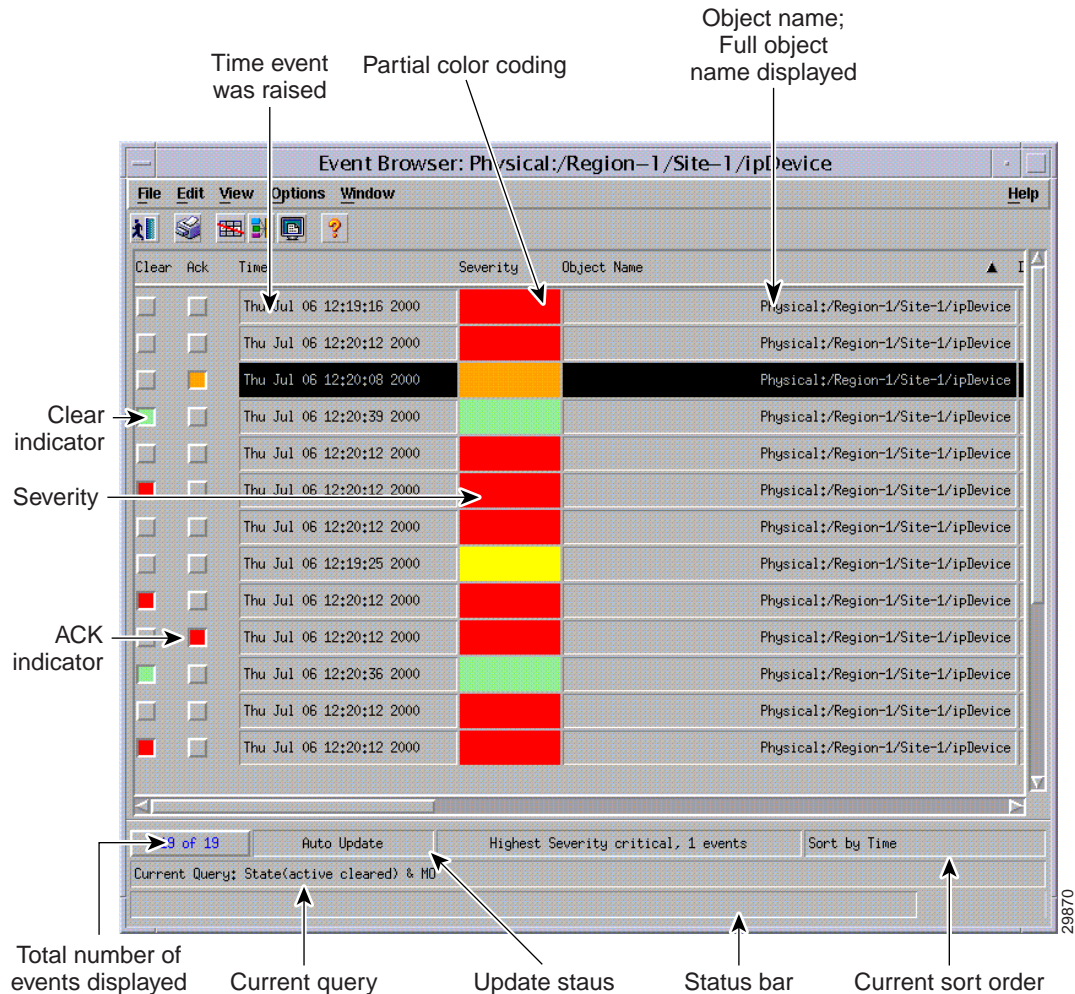 Object name;
Full object
name displayed
Time event
was raised
Partial color coding
Event Browser: Physical:/Region–1/Site–1/ipDevice
File Edit View Options Window Help
Clear Ack Time Severity Object Name
Thu Jul 06 12:19:16 2000 Physical:/Region-1/Site-1/ipDevice
Thu Jul 06 12:20:12 2000 Physical:/Region-1/Site-1/ipDevice
Thu Jul 06 12:20:08 2000 Physical:/Region-1/Site-1/ipDevice
Clear
indicator
Thu Jul 06 12:20:39 2000 Physical:/Region-1/Site-1/ipDevice
Thu Jul 06 12:20:12 2000 Physical:/Region-1/Site-1/ipDevice
Severity
Thu Jul 06 12:20:12 2000 Physical:/Region-1/Site-1/ipDevice
Thu Jul 06 12:20:12 2000 Physical:/Region-1/Site-1/ipDevice
Thu Jul 06 12:19:25 2000 Physical:/Region-1/Site-1/ipDevice
Thu Jul 06 12:20:12 2000 Physical:/Region-1/Site-1/ipDevice
ACK
indicator
Thu Jul 06 12:20:12 2000 Physical:/Region-1/Site-1/ipDevice
Thu Jul 06 12:20:36 2000 Physical:/Region-1/Site-1/ipDevice
Thu Jul 06 12:20:12 2000 Physical:/Region-1/Site-1/ipDevice
Thu Jul 06 12:20:12 2000 Physical:/Region-1/Site-1/ipDevice
19 of 19 Auto Update Highest Severity critical, 1 events Sort by Time
Current Query: State(active cleared) & MO
29870
Total number of
events displayed
Current query
Update staus
Status bar
Current sort order